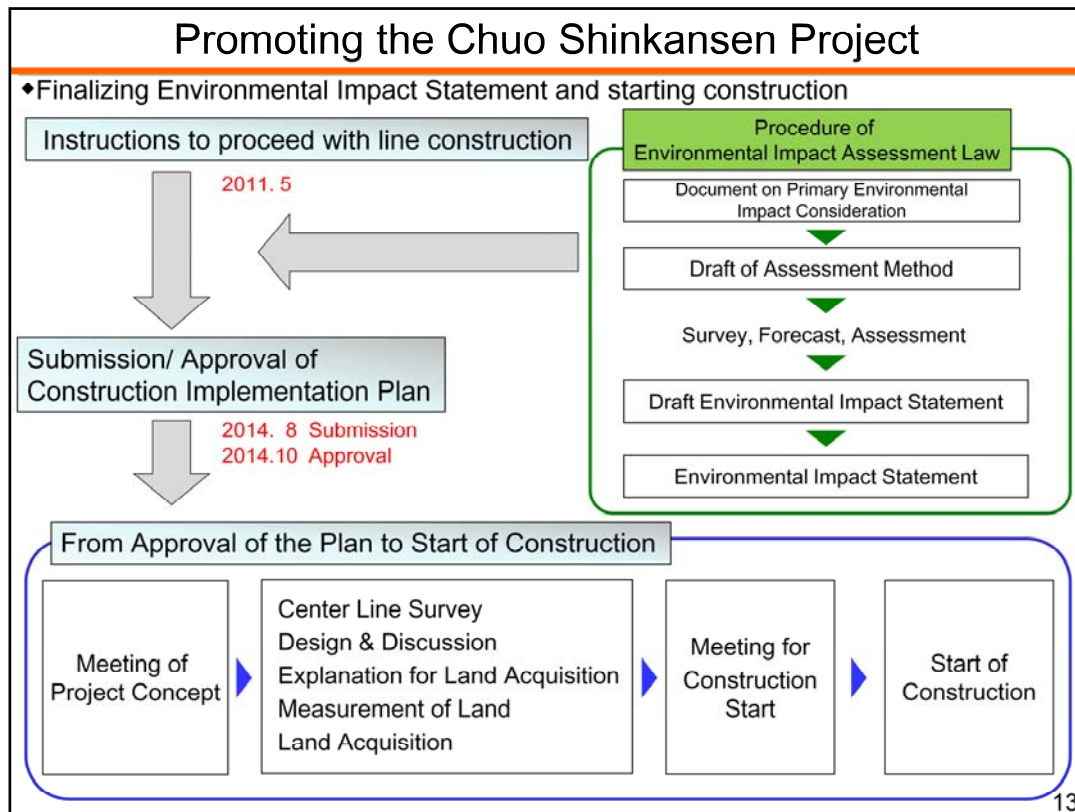 Promoting the Chuo Shinkansen Project
◆Finalizing Environmental Impact Statement and starting construction
Instructions to proceed with line construction
2011. 5
Procedure of
Environmental Impact Assessment Law
Document on Primary Environmental
Impact Consideration
Draft of Assessment Method
Survey, Forecast, Assessment
Draft Environmental Impact Statement
Environmental Impact Statement
Submission/ Approval of
Construction Implementation Plan
2014. 8 Submission
2014.10 Approval
From Approval of the Plan to Start of Construction
Meeting of
Project Concept
Center Line Survey
Design & Discussion
Explanation for Land Acquisition
Measurement of Land
Land Acquisition
Meeting for
Construction
Start
Start of
Construction
13